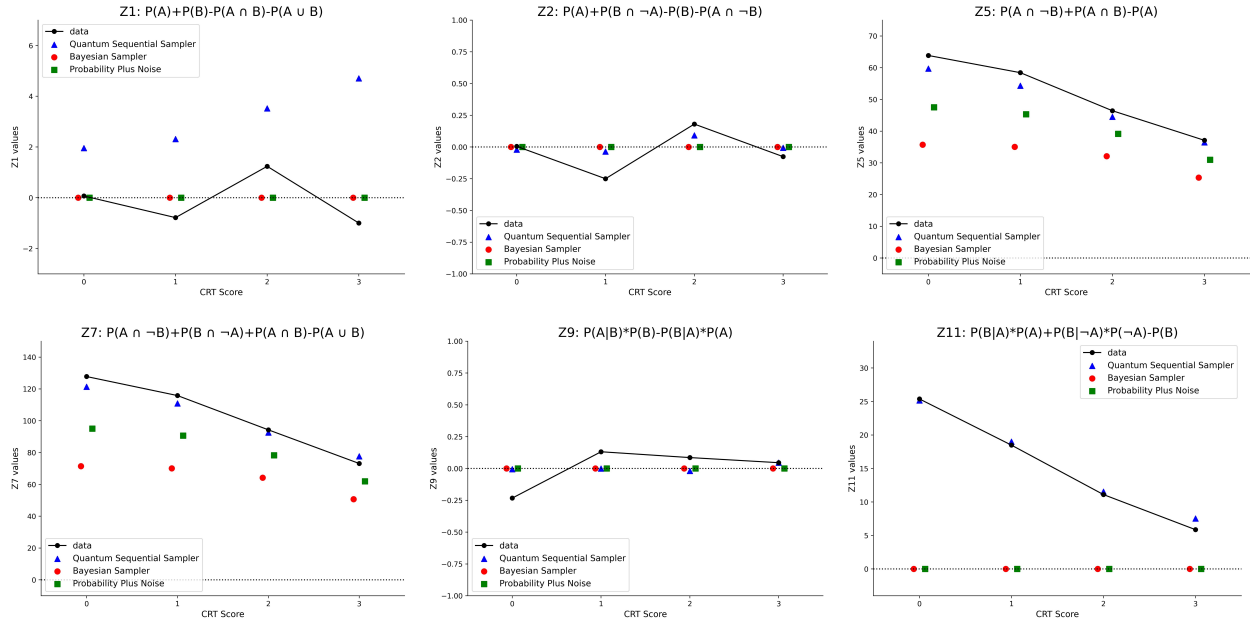 Z1: P(A)+P(B)-P(A ∩ B)-P(A ∪ B)
Z1 values
6
4
2
0
−2
data
Quantum Sequential Sampler
Bayesian Sampler
Probability Plus Noise
0 1 2 3
CRT Score
Z2: P(A)+P(B ∩ ¬A)-P(B)-P(A ∩ ¬B)
Z2 values
1.00
0.75
0.50
0.25
0.00
−0.25
−0.50
−0.75
−1.00
data
Quantum Sequential Sampler
Bayesian Sampler
Probability Plus Noise
0 1 2 3
CRT Score
Z5: P(A ∩ ¬B)+P(A ∩ B)-P(A)
Z5 values
70
60
50
40
30
20
10
0
data
Quantum Sequential Sampler
Bayesian Sampler
Probability Plus Noise
0 1 2 3
CRT Score
Z7: P(A ∩ ¬B)+P(B ∩ ¬A)+P(A ∩ B)-P(A ∪ B)
Z7 values
140
120
100
80
60
40
20
0
data
Quantum Sequential Sampler
Bayesian Sampler
Probability Plus Noise
0 1 2 3
CRT Score
Z9: P(A|B)*P(B)-P(B|A)*P(A)
Z9 values
1.00
0.75
0.50
0.25
0.00
−0.25
−0.50
−0.75
−1.00
data
Quantum Sequential Sampler
Bayesian Sampler
Probability Plus Noise
0 1 2 3
CRT Score
Z11: P(B|A)*P(A)+P(B|¬A)*P(¬A)-P(B)
Z11 values
30
25
20
15
10
5
0
data
Quantum Sequential Sampler
Bayesian Sampler
Probability Plus Noise
0 1 2 3
CRT Score